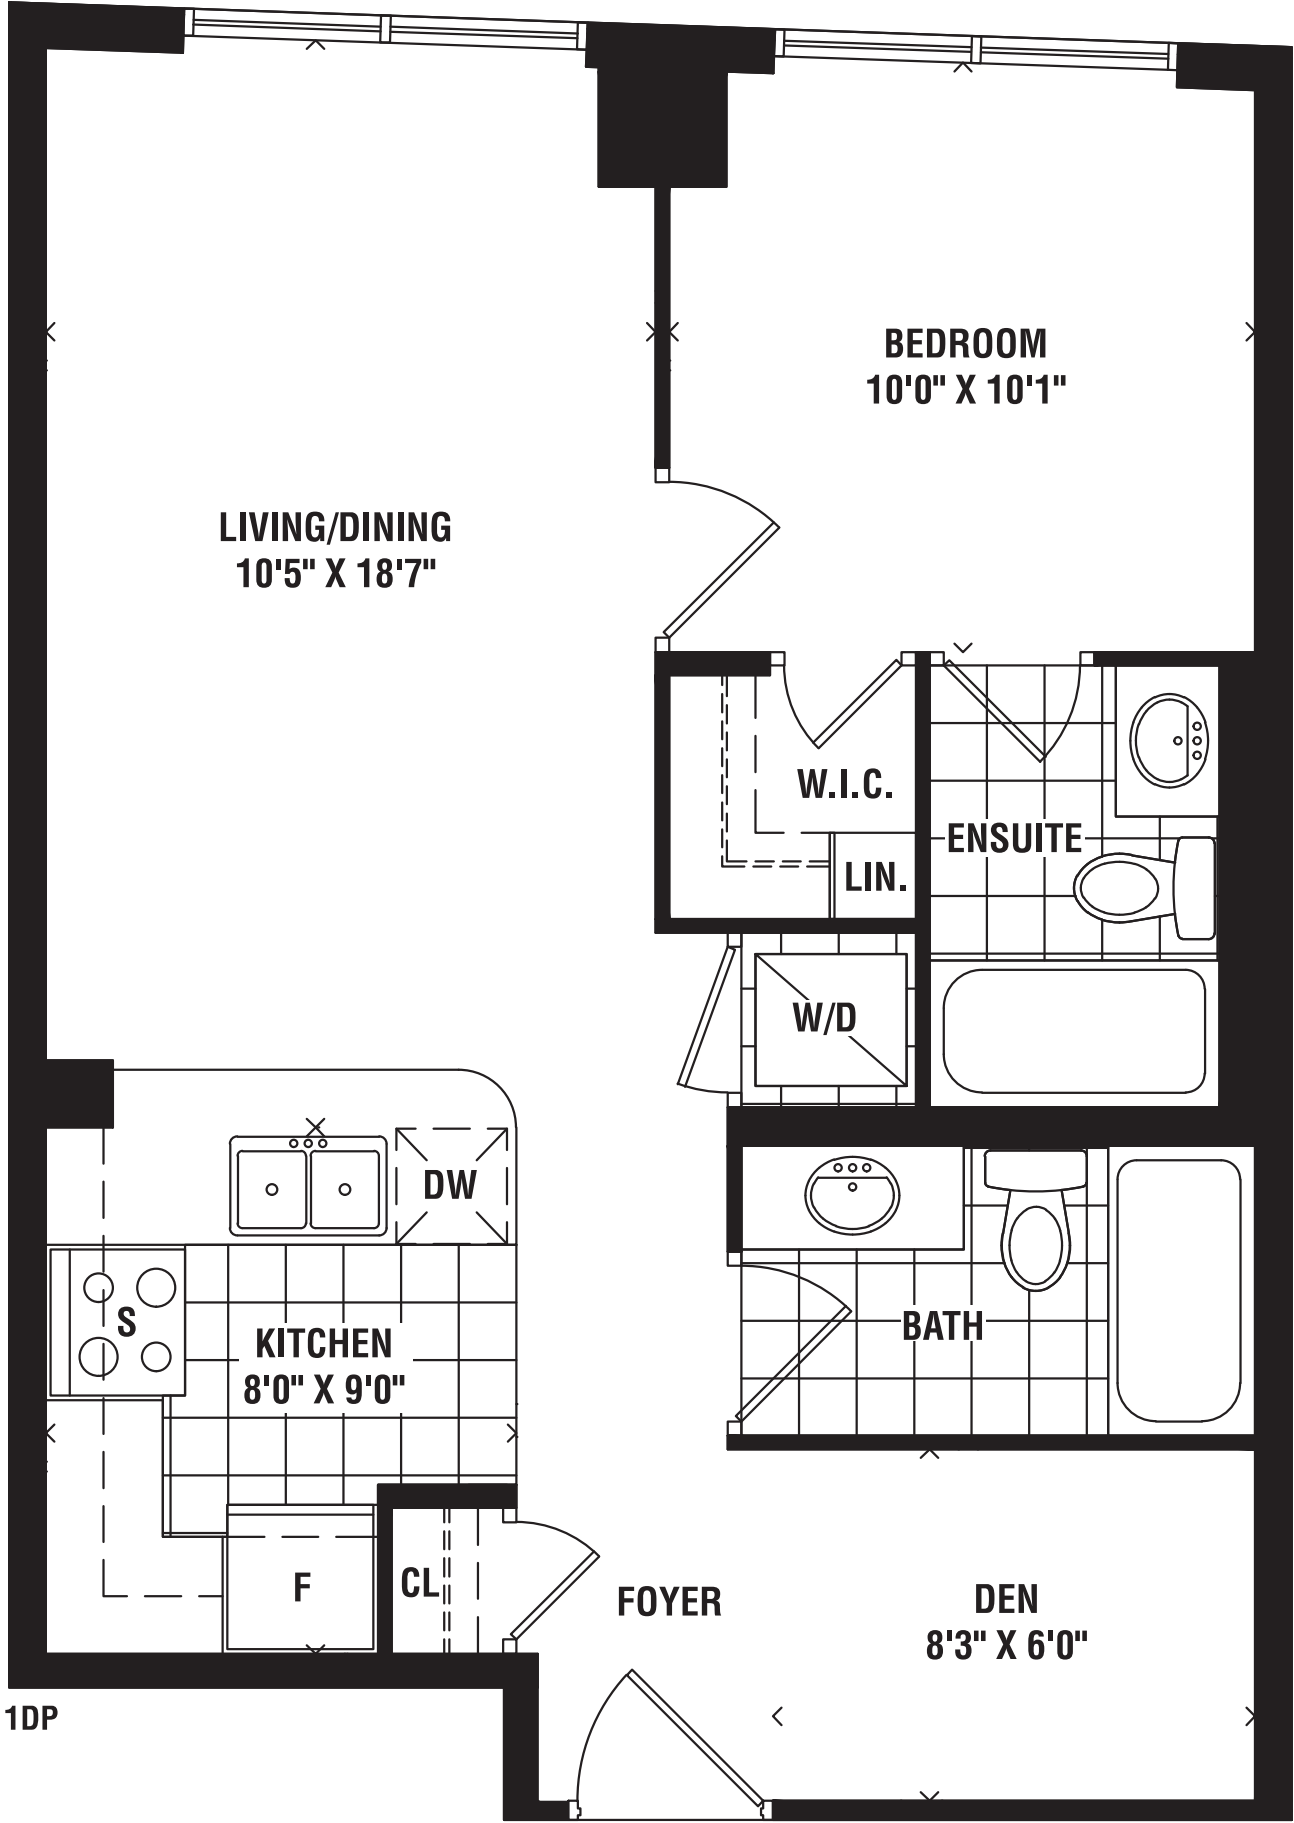 BEDROOM
10'0" X 10'1"
LIVING/DINING
10'5" X 18'7"
W.I.C.
ENSUITE
LIN.
W/D
DW
S
KITCHEN
8'0" X 9'0"
BATH
F
CL
FOYER
DEN
8'3" X 6'0"
1DP